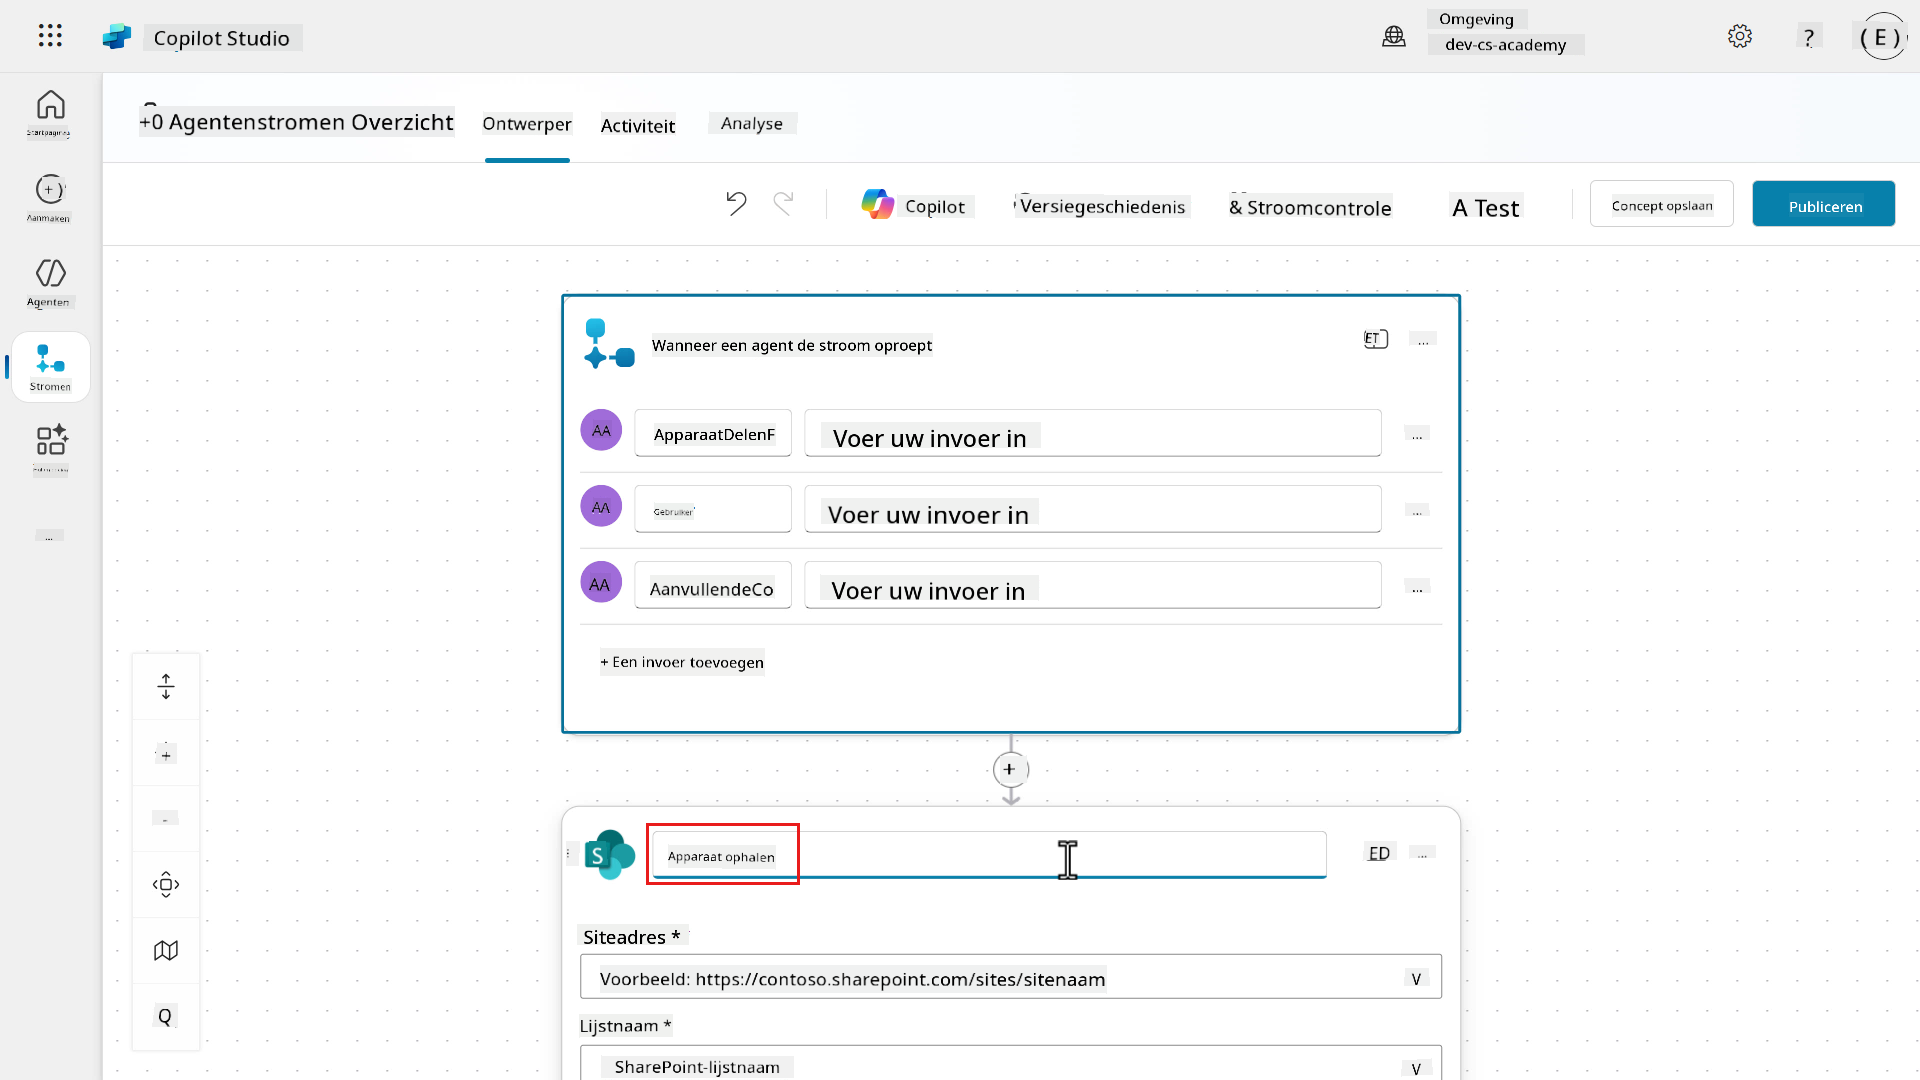 Copilot Studio
Omgeving
dev-cs-academy
?
( E )
+0 Agentenstromen Overzicht
Ontwerper
Activiteit
Analyse
Startpagina
Aanmaken
Agenten
Stromen
...
Copilot
Versiegeschiedenis
& Stroomcontrole
A Test
Concept opslaan
Publiceren
Wanneer een agent de stroom oproept
ET
...
AA
ApparaatDelenF
Voer uw invoer in
...
AA
Gebruiker
Voer uw invoer in
...
AA
AanvullendeCo
Voer uw invoer in
...
+ Een invoer toevoegen
+
+
-
Q
S
Apparaat ophalen
ED
...
Siteadres *
Voorbeeld: https://contoso.sharepoint.com/sites/sitenaam
V
Lijstnaam *
SharePoint-lijstnaam
V